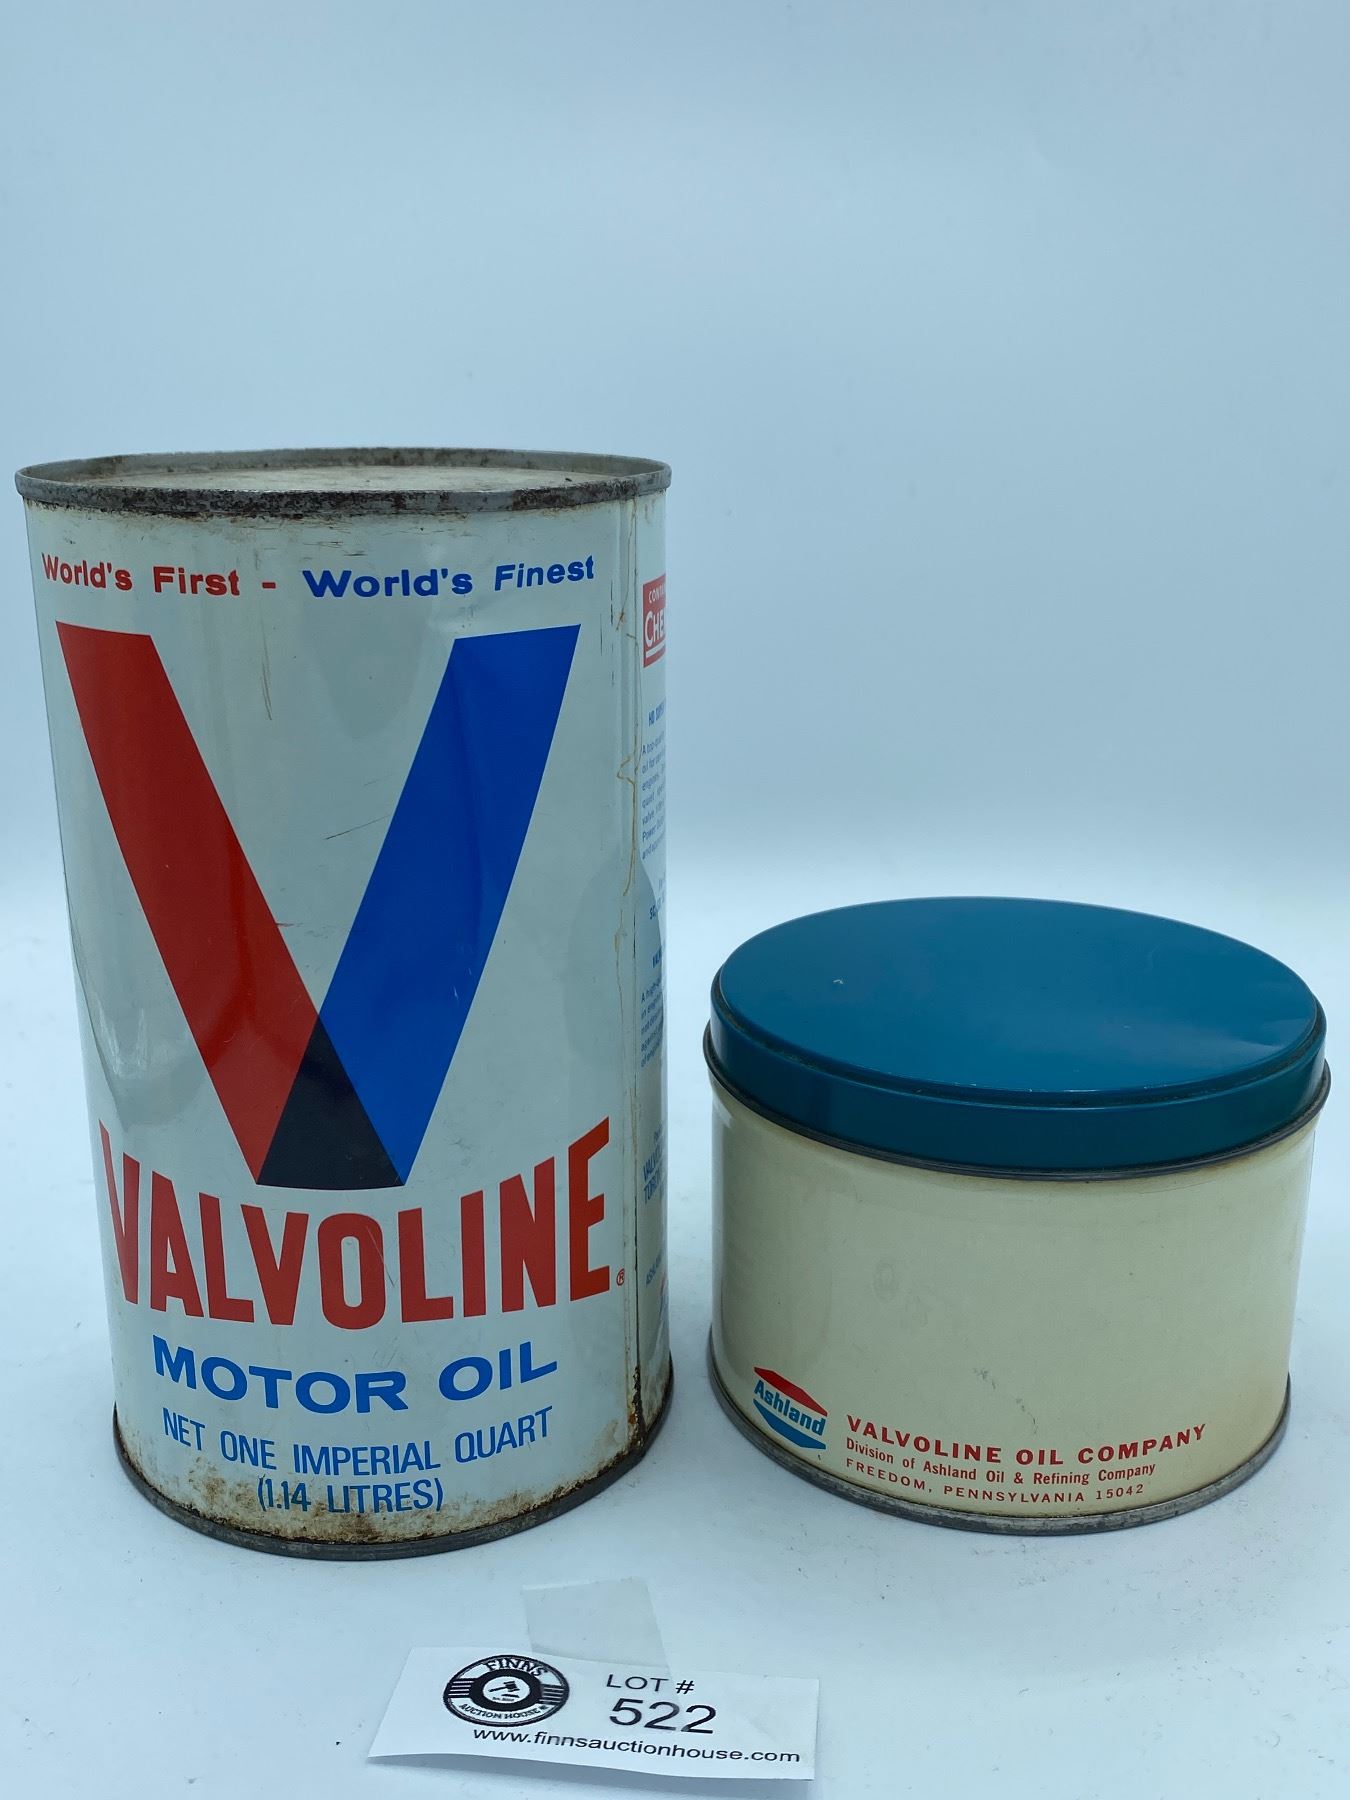 World's First - World's Finest
VALVOLINE®
MOTOR OIL
NET ONE IMPERIAL QUART
(1.14 LITRES)
Ashland
VALVOLINE OIL COMPANY
Division of Ashland Oil & Refining Company
FREEDOM, PENNSYLVANIA 15042
FINNS
AUCTION HOUSE
LOT #
522
www.finnsauctionhouse.com